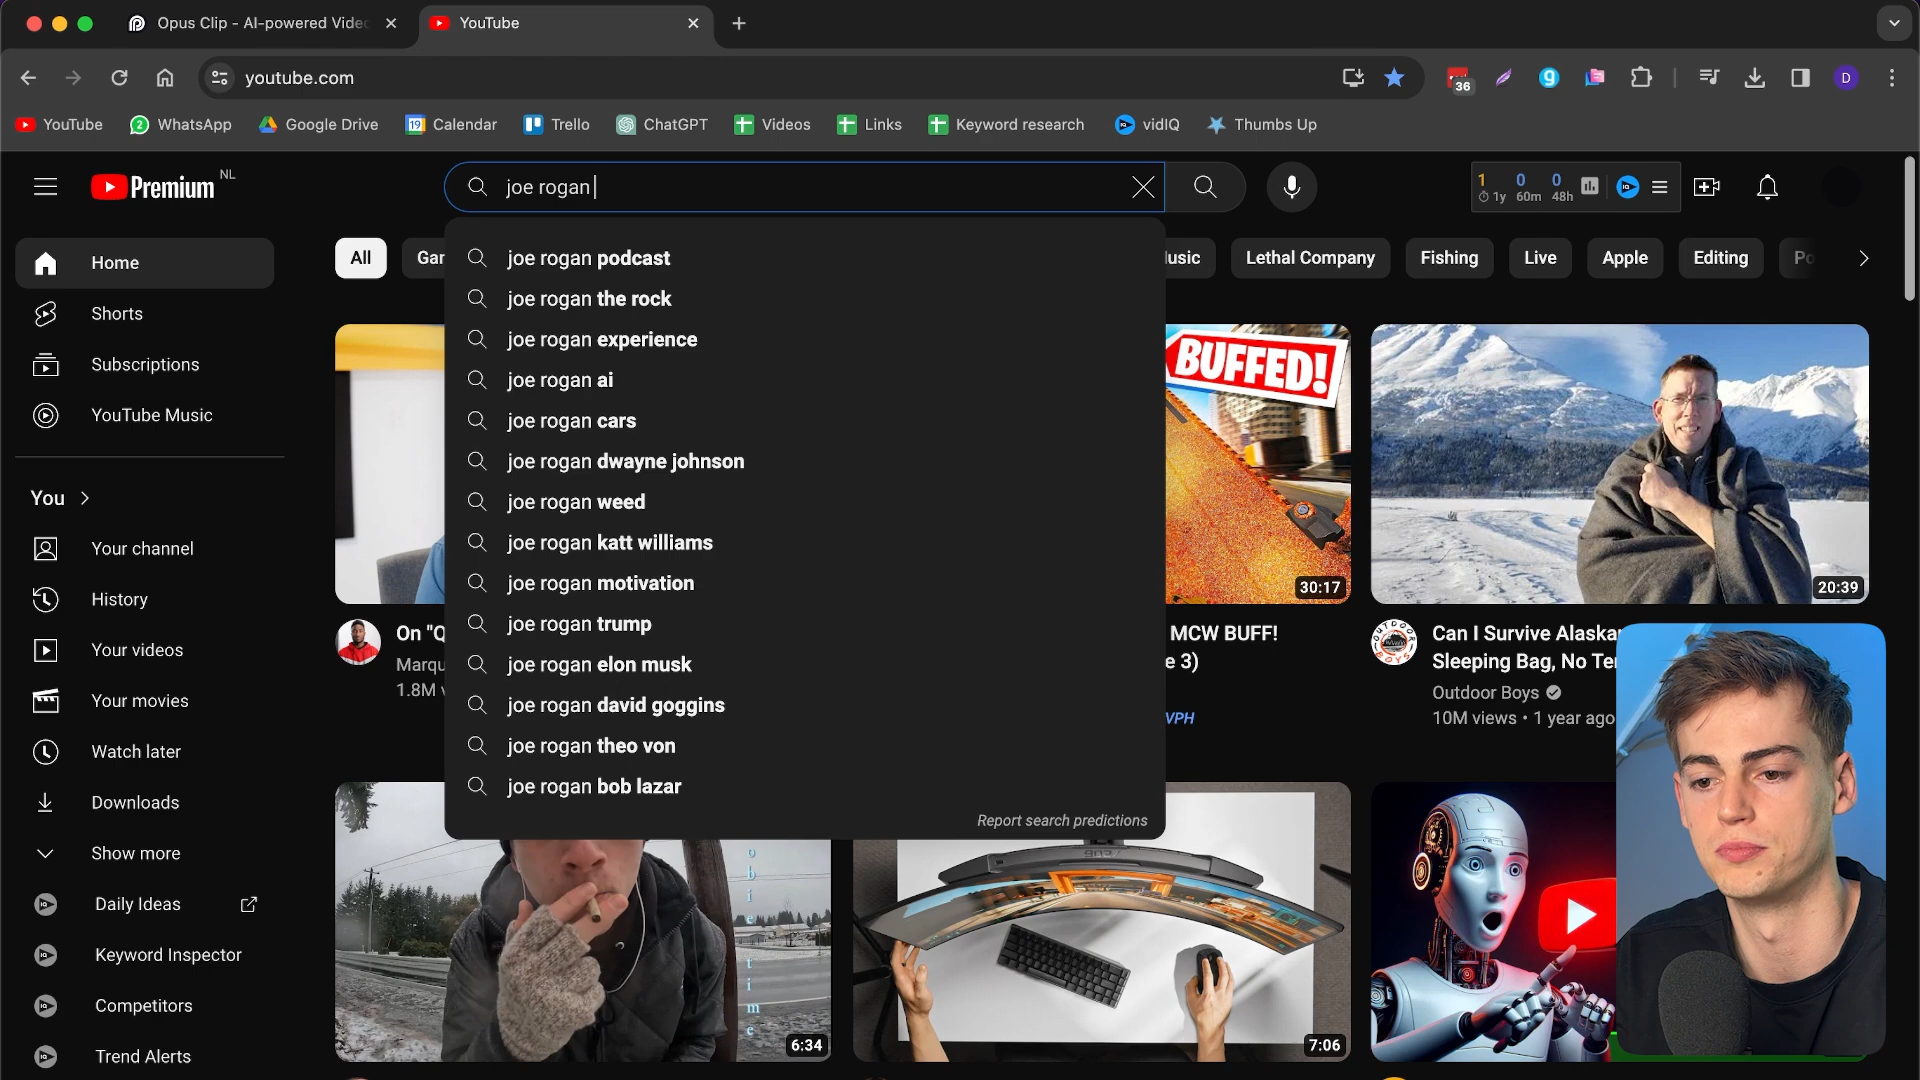 Opus Clip - AI-powered Vide
YouTube
youtube.com
36
D
YouTube
WhatsApp
Google Drive
19
Calendar
Trello
ChatGPT
Videos
Links
Keyword research
vidIQ
Thumbs Up
Premium NL
joe rogan
1 0 0
1y 60m 48h
Home
Shorts
Subscriptions
YouTube Music
You
Your channel
History
Your videos
Your movies
Watch later
Downloads
Show more
Daily Ideas
Keyword Inspector
Competitors
Trend Alerts
All
Gar
usic
Lethal Company
Fishing
Live
Apple
Editing
Po
joe rogan podcast
joe rogan the rock
joe rogan experience
joe rogan ai
joe rogan cars
joe rogan dwayne johnson
joe rogan weed
joe rogan katt williams
joe rogan motivation
joe rogan trump
joe rogan elon musk
joe rogan david goggins
joe rogan theo von
joe rogan bob lazar
Report search predictions
BUFFED!
30:17
20:39
On "Q
Marqu
1.8M v
MCW BUFF!
e 3)
VPH
OUTDOOR BOYS
Can I Survive Alaska
Sleeping Bag, No Te
Outdoor Boys
10M views • 1 year ago
6:34
7:06